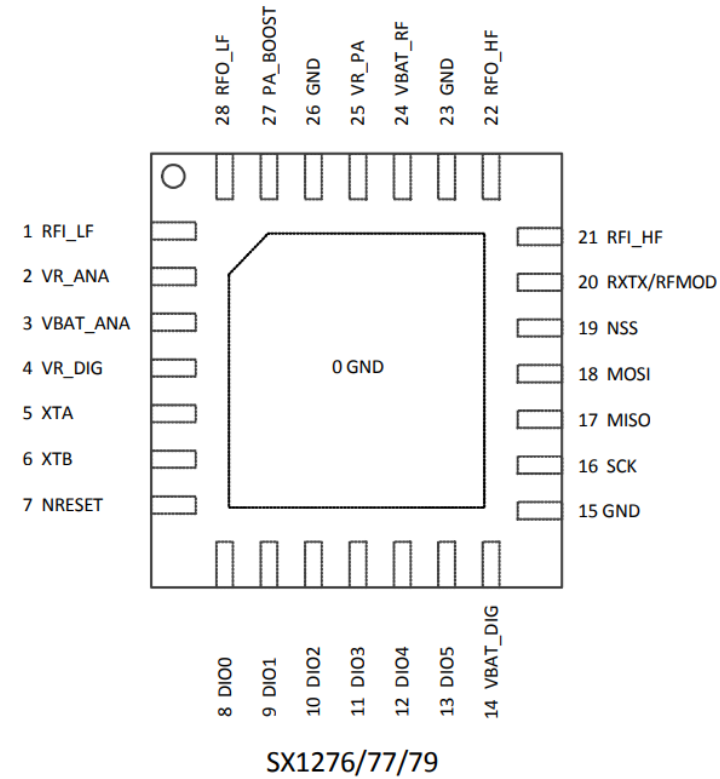 28 RFO_LF
27 PA_BOOST
26 GND
25 VR_PA
24 VBAT_RF
23 GND
22 RFO_HF
1 RFI_LF
2 VR_ANA
3 VBAT_ANA
4 VR_DIG
5 XTA
6 XTB
7 NRESET
0 GND
21 RFI_HF
20 RXTX/RFMOD
19 NSS
18 MOSI
17 MISO
16 SCK
15 GND
8 DIO0
9 DIO1
10 DIO2
11 DIO3
12 DIO4
13 DIO5
14 VBAT_DIG
SX1276/77/79